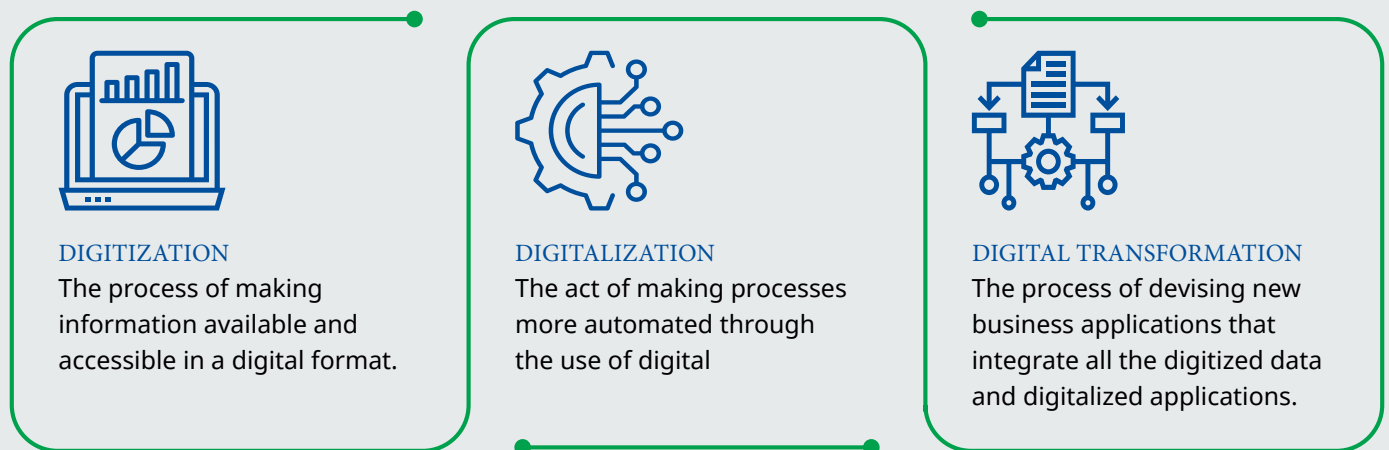 DIGITIZATION
The process of making
information available and
accessible in a digital format.
DIGITALIZATION
The act of making processes
more automated through
the use of digital
DIGITAL TRANSFORMATION
The process of devising new
business applications that
integrate all the digitized data
and digitalized applications.